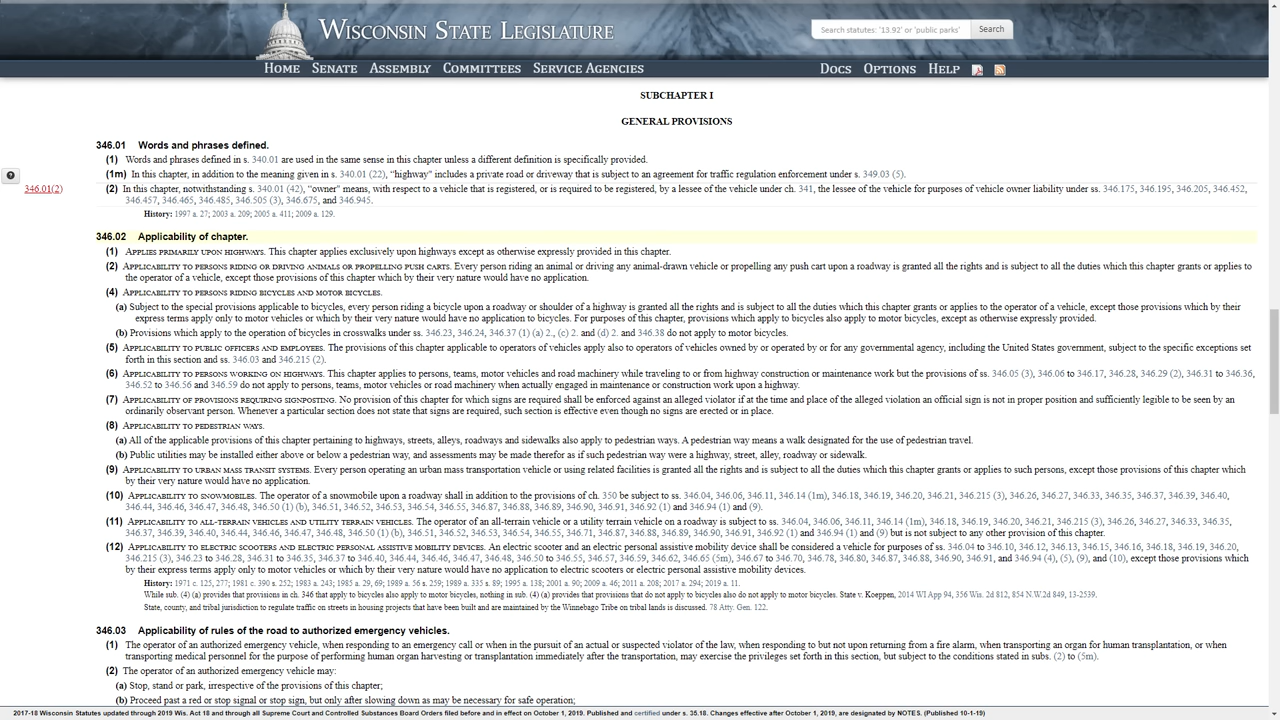 WISCONSIN STATE LEGISLATURE
Search statutes: '13.92' or 'public parks' Search
HOME SENATE ASSEMBLY COMMITTEES SERVICE AGENCIES DOCS OPTIONS HELP
SUBCHAPTER I
GENERAL PROVISIONS
346.01 Words and phrases defined.
(1) Words and phrases defined in s. 340.01 are used in the same sense in this chapter unless a different definition is specifically provided.
(1m) In this chapter, in addition to the meaning given in s. 340.01 (22), “highway” includes a private road or driveway that is subject to an agreement for traffic regulation enforcement under s. 349.03 (5).
346.01(2)
(2) In this chapter, notwithstanding s. 340.01 (42), “owner” means, with respect to a vehicle that is registered, or is required to be registered, by a lessee of the vehicle under ch. 341, the lessee of the vehicle for purposes of vehicle owner liability under ss. 346.175, 346.195, 346.205, 346.452,
346.457, 346.465, 346.485, 346.505 (3), 346.675, and 346.945.
History: 1997 a. 27; 2003 a. 209; 2005 a. 411; 2009 a. 129.
346.02 Applicability of chapter.
(1) APPLIES PRIMARILY UPON HIGHWAYS. This chapter applies exclusively upon highways except as otherwise expressly provided in this chapter.
(2) APPLICABILITY TO PERSONS RIDING OR DRIVING ANIMALS OR PROPELLING PUSH CARTS. Every person riding an animal or driving any animal-drawn vehicle or propelling any push cart upon a roadway is granted all the rights and is subject to all the duties which this chapter grants or applies to
the operator of a vehicle, except those provisions of this chapter which by their very nature would have no application.
(4) APPLICABILITY TO PERSONS RIDING BICYCLES AND MOTOR BICYCLES.
(a) Subject to the special provisions applicable to bicycles, every person riding a bicycle upon a roadway or shoulder of a highway is granted all the rights and is subject to all the duties which this chapter grants or applies to the operator of a vehicle, except those provisions which by their
express terms apply only to motor vehicles or which by their very nature would have no application to bicycles. For purposes of this chapter, provisions which apply to bicycles also apply to motor bicycles, except as otherwise expressly provided.
(b) Provisions which apply to the operation of bicycles in crosswalks under ss. 346.23, 346.24, 346.37 (1) (a) 2., (c) 2. and (d) 2. and 346.38 do not apply to motor bicycles.
(5) APPLICABILITY TO PUBLIC OFFICERS AND EMPLOYEES. The provisions of this chapter applicable to operators of vehicles apply also to operators of vehicles owned by or operated by or for any governmental agency, including the United States government, subject to the specific exceptions set
forth in this section and ss. 346.03 and 346.215 (2).
(6) APPLICABILITY TO PERSONS WORKING ON HIGHWAYS. This chapter applies to persons, teams, motor vehicles and road machinery while traveling to or from highway construction or maintenance work but the provisions of ss. 346.05 (3), 346.06 to 346.17, 346.28, 346.29 (2), 346.31 to 346.36,
346.52 to 346.56 and 346.59 do not apply to persons, teams, motor vehicles or road machinery when actually engaged in maintenance or construction work upon a highway.
(7) APPLICABILITY OF PROVISIONS REQUIRING SIGNPOSTING. No provision of this chapter for which signs are required shall be enforced against an alleged violator if at the time and place of the alleged violation an official sign is not in proper position and sufficiently legible to be seen by an
ordinarily observant person. Whenever a particular section does not state that signs are required, such section is effective even though no signs are erected or in place.
(8) APPLICABILITY TO PEDESTRIAN WAYS.
(a) All of the applicable provisions of this chapter pertaining to highways, streets, alleys, roadways and sidewalks also apply to pedestrian ways. A pedestrian way means a walk designated for the use of pedestrian travel.
(b) Public utilities may be installed either above or below a pedestrian way, and assessments may be made therefor as if such pedestrian way were a highway, street, alley, roadway or sidewalk.
(9) APPLICABILITY TO URBAN MASS TRANSIT SYSTEMS. Every person operating an urban mass transportation vehicle or using related facilities is granted all the rights and is subject to all the duties which this chapter grants or applies to such persons, except those provisions of this chapter which
by their very nature would have no application.
(10) APPLICABILITY TO SNOWMOBILES. The operator of a snowmobile upon a roadway shall in addition to the provisions of ch. 350 be subject to ss. 346.04, 346.06, 346.11, 346.14 (1m), 346.18, 346.19, 346.20, 346.21, 346.215 (3), 346.26, 346.27, 346.33, 346.35, 346.37, 346.39, 346.40,
346.44, 346.46, 346.47, 346.48, 346.50 (1) (b), 346.51, 346.52, 346.53, 346.54, 346.55, 346.87, 346.88, 346.89, 346.90, 346.91, 346.92 (1) and 346.94 (1) and (9).
(11) APPLICABILITY TO ALL-TERRAIN VEHICLES AND UTILITY TERRAIN VEHICLES. The operator of an all-terrain vehicle or a utility terrain vehicle on a roadway is subject to ss. 346.04, 346.06, 346.11, 346.14 (1m), 346.18, 346.19, 346.20, 346.21, 346.215 (3), 346.26, 346.27, 346.33, 346.35,
346.37, 346.39, 346.40, 346.44, 346.46, 346.47, 346.48, 346.50 (1) (b), 346.51, 346.52, 346.53, 346.54, 346.55, 346.71, 346.87, 346.88, 346.89, 346.90, 346.91, 346.92 (1) and 346.94 (1) and (9) but is not subject to any other provision of this chapter.
(12) APPLICABILITY TO ELECTRIC SCOOTERS AND ELECTRIC PERSONAL ASSISTIVE MOBILITY DEVICES. An electric scooter and an electric personal assistive mobility device shall be considered a vehicle for purposes of ss. 346.04 to 346.10, 346.12, 346.13, 346.15, 346.16, 346.18, 346.19, 346.20,
346.215 (3), 346.23 to 346.28, 346.31 to 346.35, 346.37 to 346.40, 346.44, 346.46, 346.47, 346.48, 346.50 to 346.55, 346.57, 346.59, 346.62, 346.65 (5m), 346.67 to 346.70, 346.78, 346.80, 346.87, 346.88, 346.90, 346.91, and 346.94 (4), (5), (9), and (10), except those provisions which
by their express terms apply only to motor vehicles or which by their very nature would have no application to electric scooters or electric personal assistive mobility devices.
History: 1971 c. 125, 277; 1981 c. 390 s. 252; 1983 a. 243; 1985 a. 29, 69; 1989 a. 56 s. 259; 1989 a. 335 s. 89; 1995 a. 138; 2001 a. 90; 2009 a. 46; 2011 a. 208; 2017 a. 294; 2019 a. 11.
While sub. (4) (a) provides that provisions in ch. 346 that apply to bicycles also apply to motor bicycles, nothing in sub. (4) (a) provides that provisions that do not apply to bicycles also do not apply to motor bicycles. State v. Koeppen, 2014 WI App 94, 356 Wis. 2d 812, 854 N.W.2d 849, 13-2539.
State, county, and tribal jurisdiction to regulate traffic on streets in housing projects that have been built and are maintained by the Winnebago Tribe on tribal lands is discussed. 78 Atty. Gen. 122.
346.03 Applicability of rules of the road to authorized emergency vehicles.
(1) The operator of an authorized emergency vehicle, when responding to an emergency call or when in the pursuit of an actual or suspected violator of the law, when responding to but not upon returning from a fire alarm, when transporting an organ for human transplantation, or when
transporting medical personnel for the purpose of performing human organ harvesting or transplantation immediately after the transportation, may exercise the privileges set forth in this section, but subject to the conditions stated in subs. (2) to (5m).
(2) The operator of an authorized emergency vehicle may:
(a) Stop, stand or park, irrespective of the provisions of this chapter;
(b) Proceed past a red or stop signal or stop sign, but only after slowing down as may be necessary for safe operation;
2017-18 Wisconsin Statutes updated through 2019 Wis. Act 18 and through all Supreme Court and Controlled Substances Board Orders filed before and in effect on October 1, 2019. Published and certified under s. 35.18. Changes effective after October 1, 2019, are designated by NOTES. (Published 10-1-19)